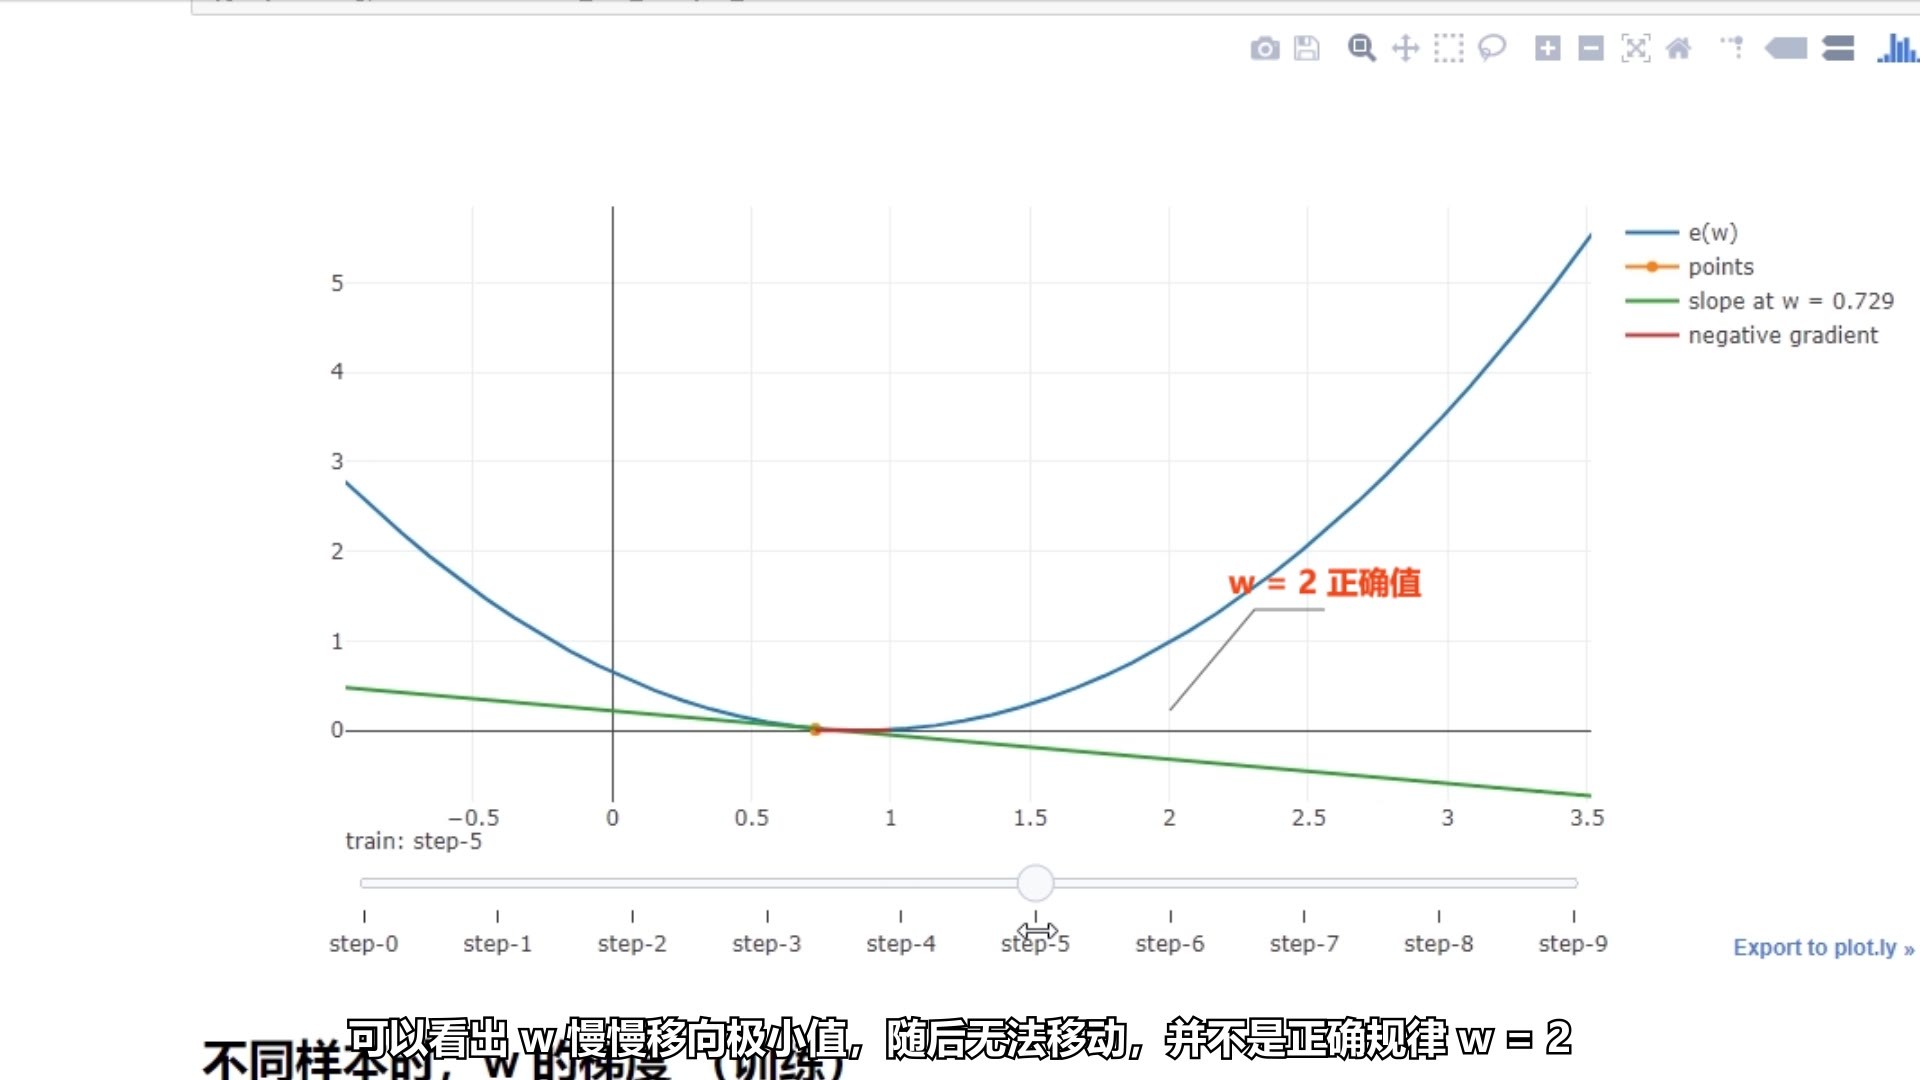 e(w)
points
slope at w = 0.729
negative gradient
5
4
3
2
1
0
w = 2 正确值
−0.5 0 0.5 1 1.5 2 2.5 3 3.5
train: step-5
step-0 step-1 step-2 step-3 step-4 step-5 step-6 step-7 step-8 step-9
Export to plot.ly »
可以看出 w 慢慢移向极小值，随后无法移动，并不是正确规律 w = 2
不同样本的，w 的梯度（训练）